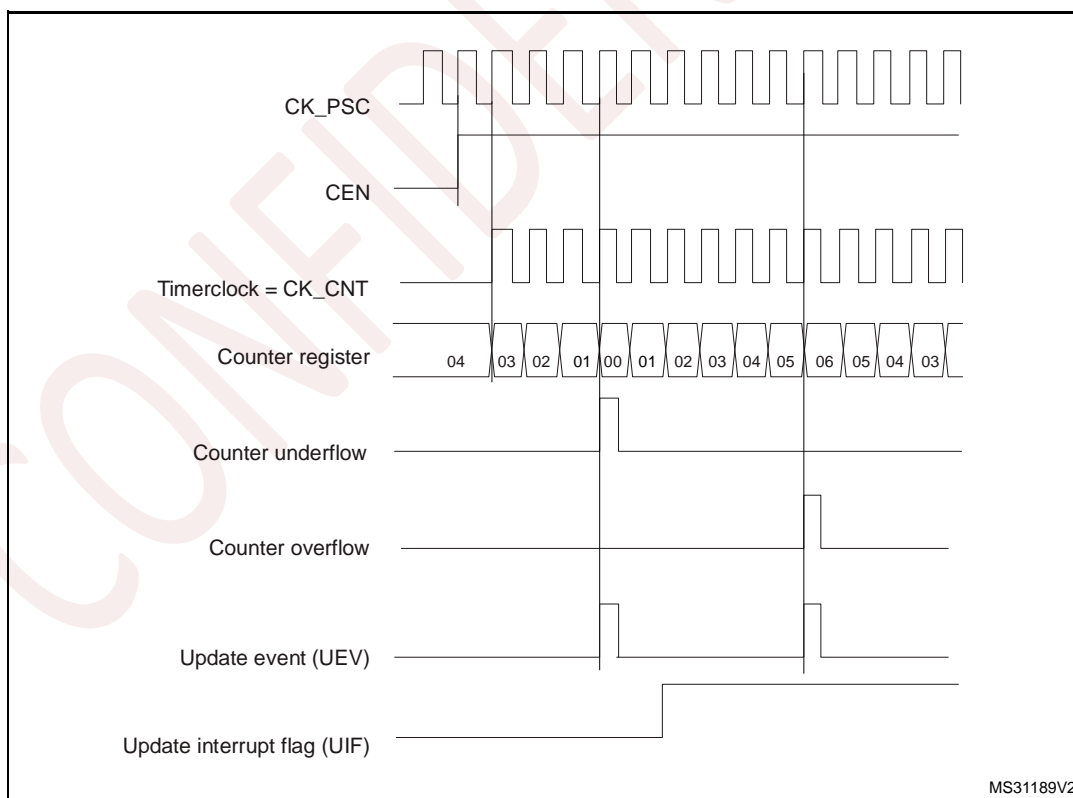 CONFIDEN
CK_PSC
CEN
Timerclock = CK_CNT
Counter register 04 03 02 01 00 01 02 03 04 05 06 05 04 03
Counter underflow
Counter overflow
Update event (UEV)
Update interrupt flag (UIF)
MS31189V2